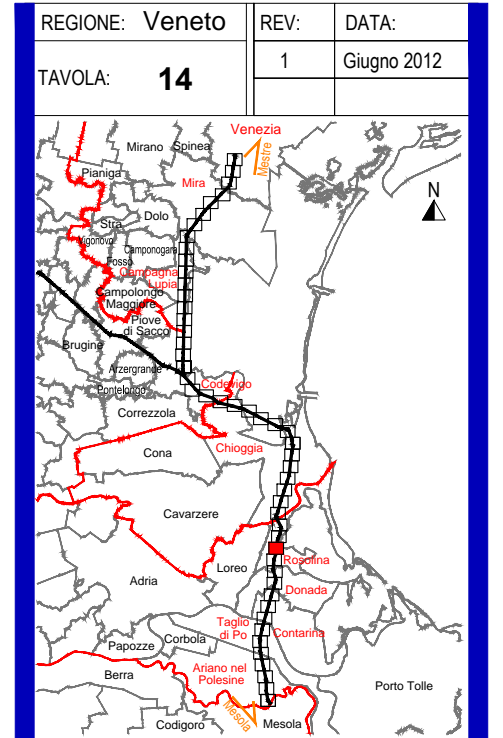 REGIONE: Veneto
REV:
DATA:
TAVOLA: 14
1
Giugno 2012
Venezia
Mestre
Mirano
Spinea
Pianiga
Mira
N
Dolo
Stra
Vigonovo
Camponogara
Fosso
Campagna
Lupia
Campolongo
Maggiore
Piove
di Sacco
Brugine
Arzergrande
Pontelongo
Codevigo
Correzzola
Chioggia
Cona
Cavarzere
Rosolina
Loreo
Adria
Donada
Taglio
di Po
Contarina
Corbola
Papozze
Ariano nel
Polesine
Berra
Porto Tolle
Mesola
Mesola
Codigoro